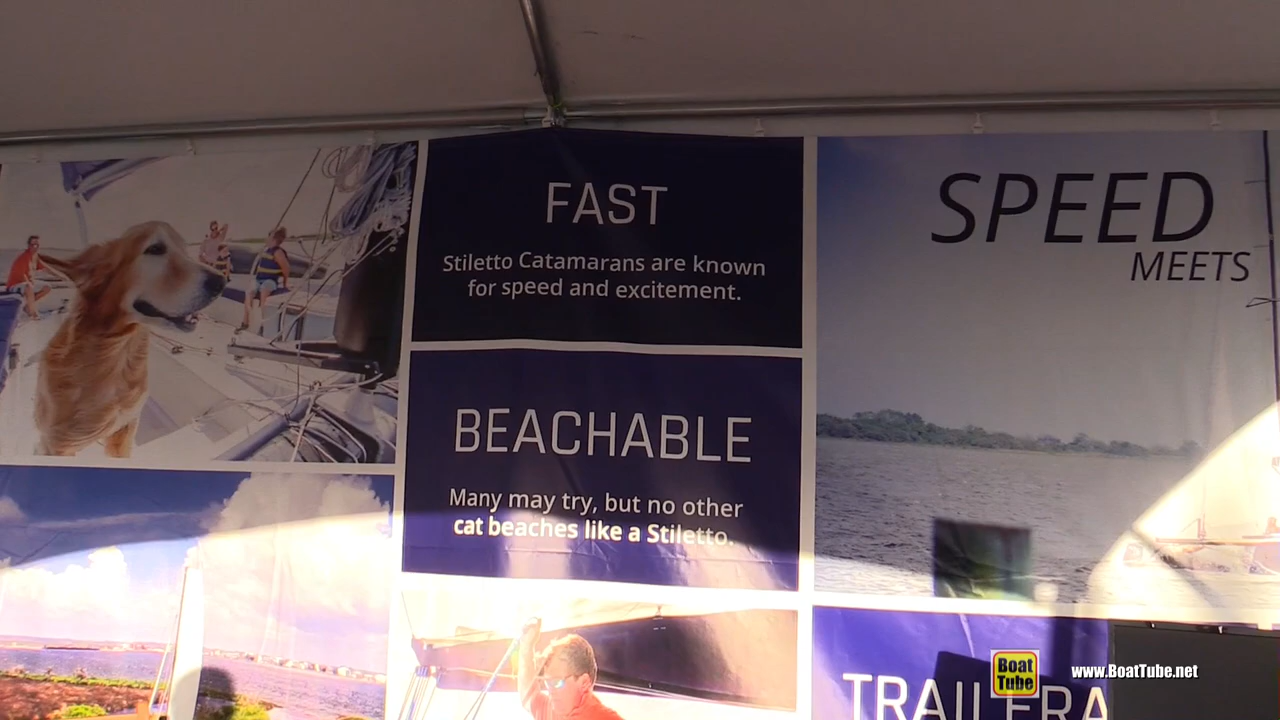 FAST
Stiletto Catamarans are known
for speed and excitement.
BEACHABLE
Many may try, but no other
cat beaches like a Stiletto.
SPEED
MEETS
TRAILERA
Boat
Tube
www.BoatTube.net